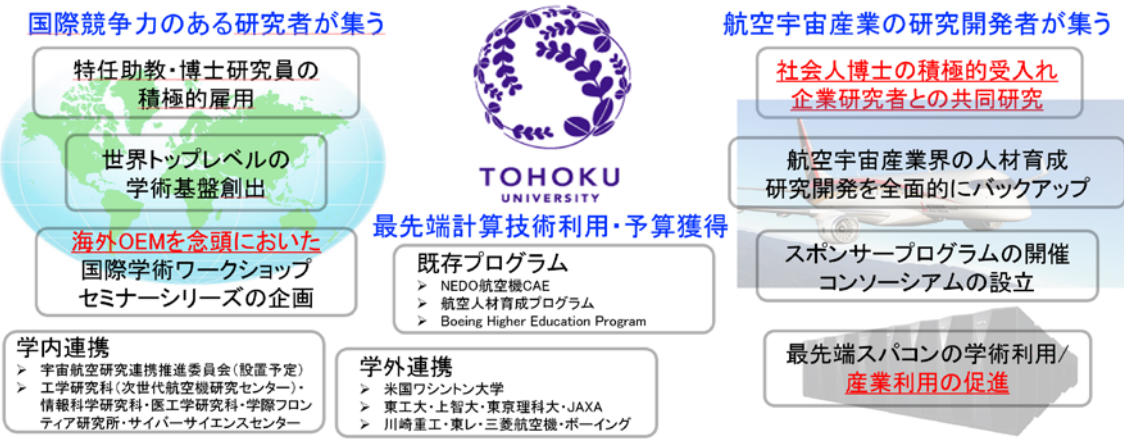 国際競争力のある研究者が集う
特任助教・博士研究員の
積極的雇用
世界トップレベルの
学術基盤創出
海外OEMを念頭においた
国際学術ワークショップ
セミナーシリーズの企画
学内連携
➢ 宇宙航空研究連携推進委員会(設置予定)
➢ 工学研究科(次世代航空機研究センター)・
情報科学研究科・医工学研究科・学際フロン
ティア研究所・サイバーサイエンスセンター
TOHOKU
UNIVERSITY
最先端計算技術利用・予算獲得
既存プログラム
➢ NEDO航空機CAE
➢ 航空人材育成プログラム
➢ Boeing Higher Education Program
学外連携
➢ 米国ワシントン大学
➢ 東工大・上智大・東京理科大・JAXA
➢ 川崎重工・東レ・三菱航空機・ボーイング
航空宇宙産業の研究開発者が集う
社会人博士の積極的受入れ
企業研究者との共同研究
航空宇宙産業界の人材育成
研究開発を全面的にバックアップ
スポンサープログラムの開催
コンソーシアムの設立
最先端スパコンの学術利用/
産業利用の促進